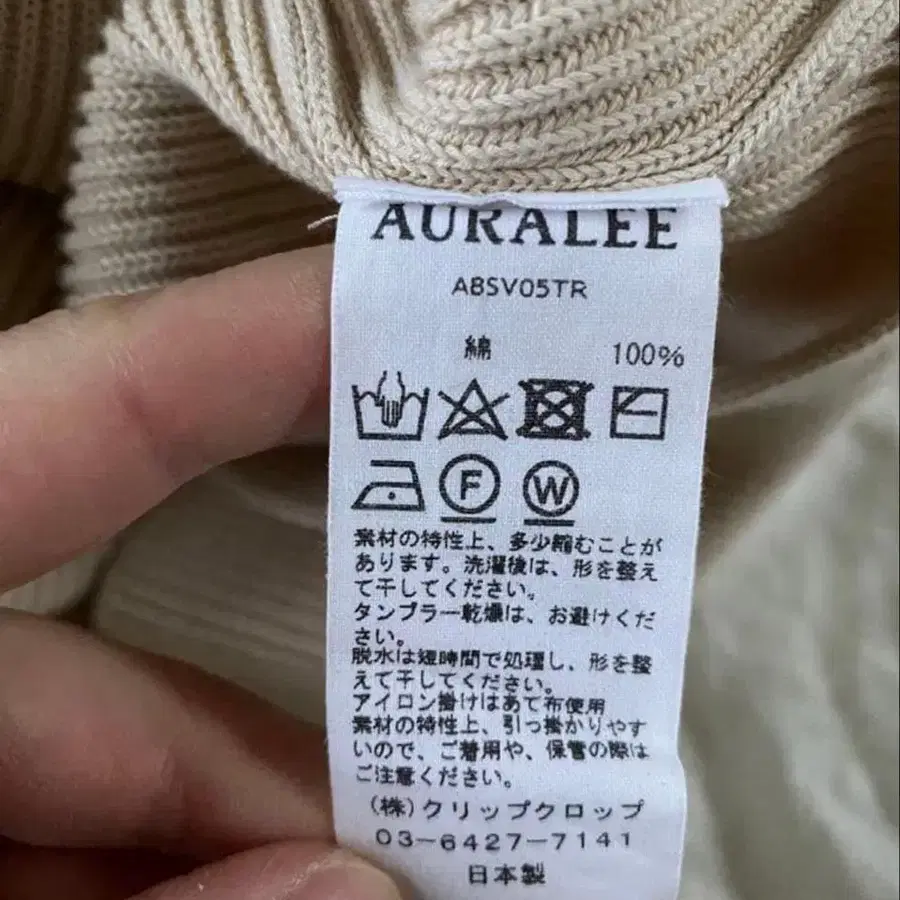 AURALEE
A8SV05TR
綿 100%
F W
素材の特性上、多少縮むことが
あります。洗濯後は、形を整え
て干してください。
タンブラー乾燥は、お避けくだ
さい。
脱水は短時間で処理し、形を整
えて干してください。
アイロン掛けはあて布使用
素材の特性上、引っ掛かりやす
いので、ご着用や、保管の際は
ご注意ください。
(株)クリップクロップ
03-6427-7141
日本製